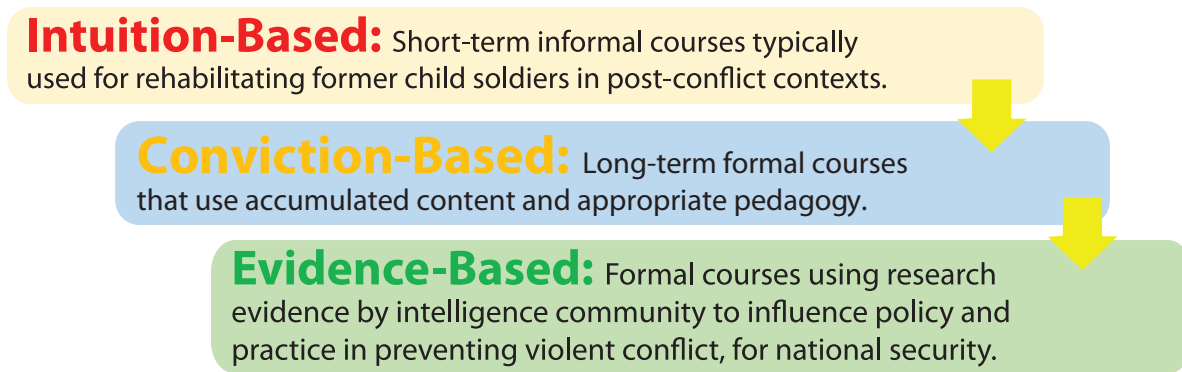 Intuition-Based: Short-term informal courses typically
used for rehabilitating former child soldiers in post-conflict contexts.
Conviction-Based: Long-term formal courses
that use accumulated content and appropriate pedagogy.
Evidence-Based: Formal courses using research
evidence by intelligence community to influence policy and
practice in preventing violent conflict, for national security.